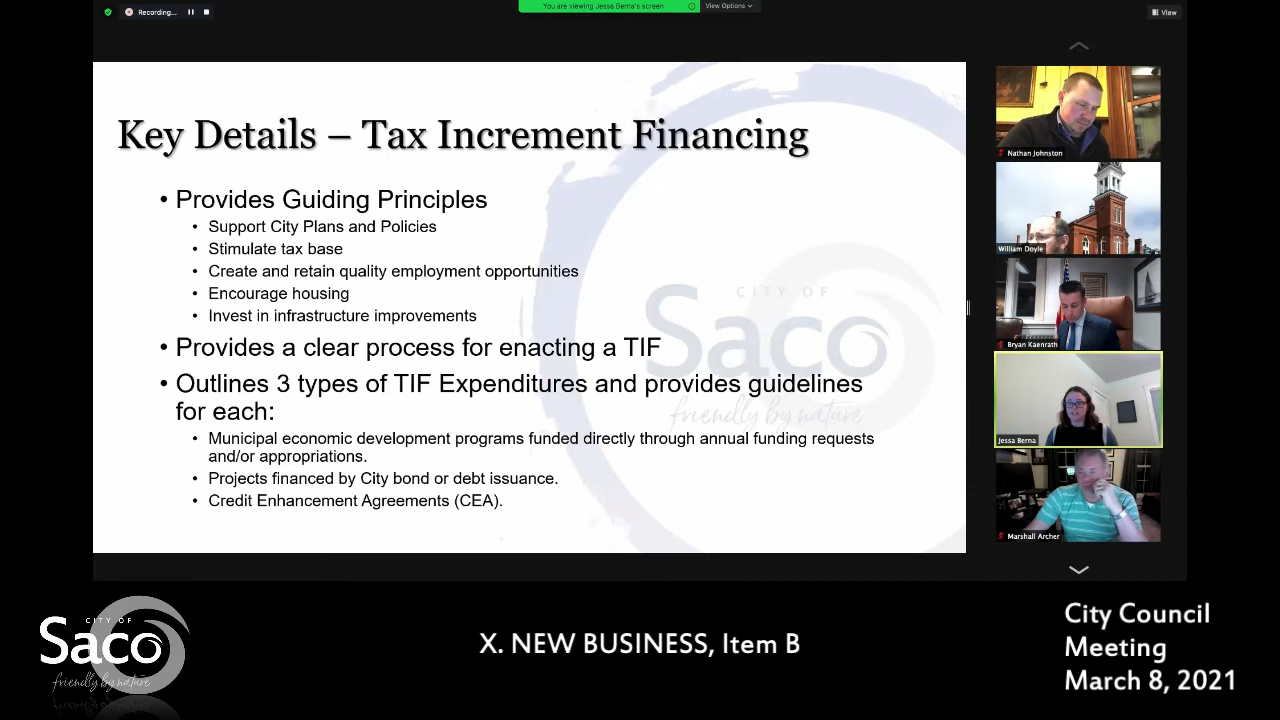 Recording...
You are viewing Jessa Berna's screen
View Options
View
Key Details – Tax Increment Financing
• Provides Guiding Principles
• Support City Plans and Policies
• Stimulate tax base
• Create and retain quality employment opportunities
• Encourage housing
• Invest in infrastructure improvements
• Provides a clear process for enacting a TIF
• Outlines 3 types of TIF Expenditures and provides guidelines
for each:
• Municipal economic development programs funded directly through annual funding requests
and/or appropriations.
• Projects financed by City bond or debt issuance.
• Credit Enhancement Agreements (CEA).
CITY OF
Saco
friendly by nature
Nathan Johnston
William Doyle
Bryan Kaenrath
Jessa Berna
Marshall Archer
CITY OF
Saco
friendly by nature
X. NEW BUSINESS, Item B
City Council
Meeting
March 8, 2021